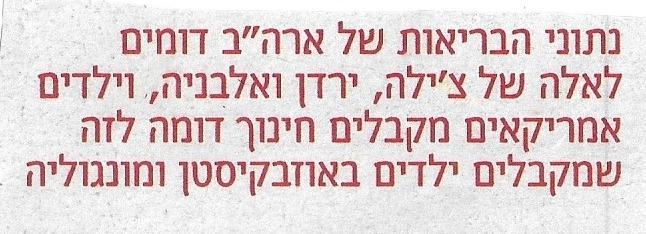 נתוני הבריאות של ארה"ב דומים
לאלה של צ'ילה, ירדן ואלבניה, וילדים
אמריקאים מקבלים חינוך דומה לזה
שמקבלים ילדים באוזבקיסטן ומונגוליה